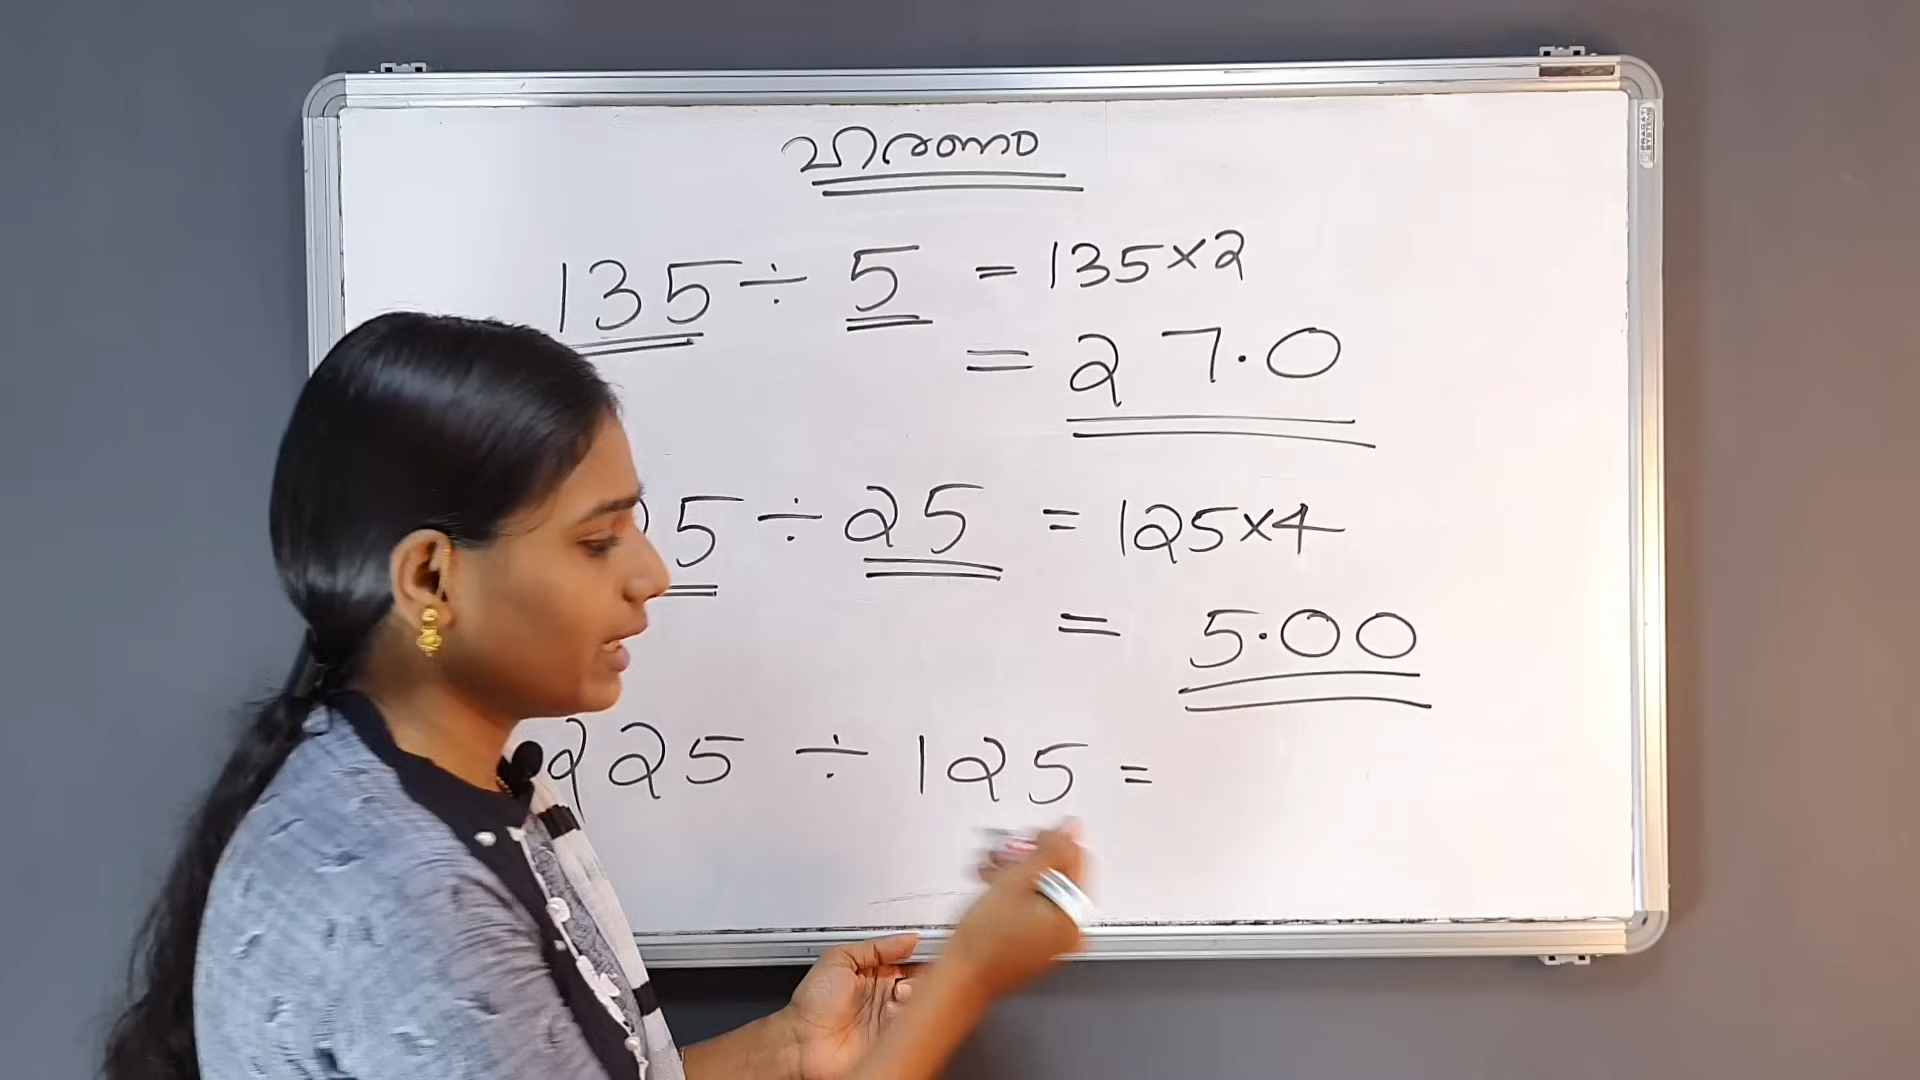 ഹരണം
135 ÷ 5 = 135×2
= 27.0
5 ÷ 25 = 125×4
= 5.00
225 ÷ 125 =